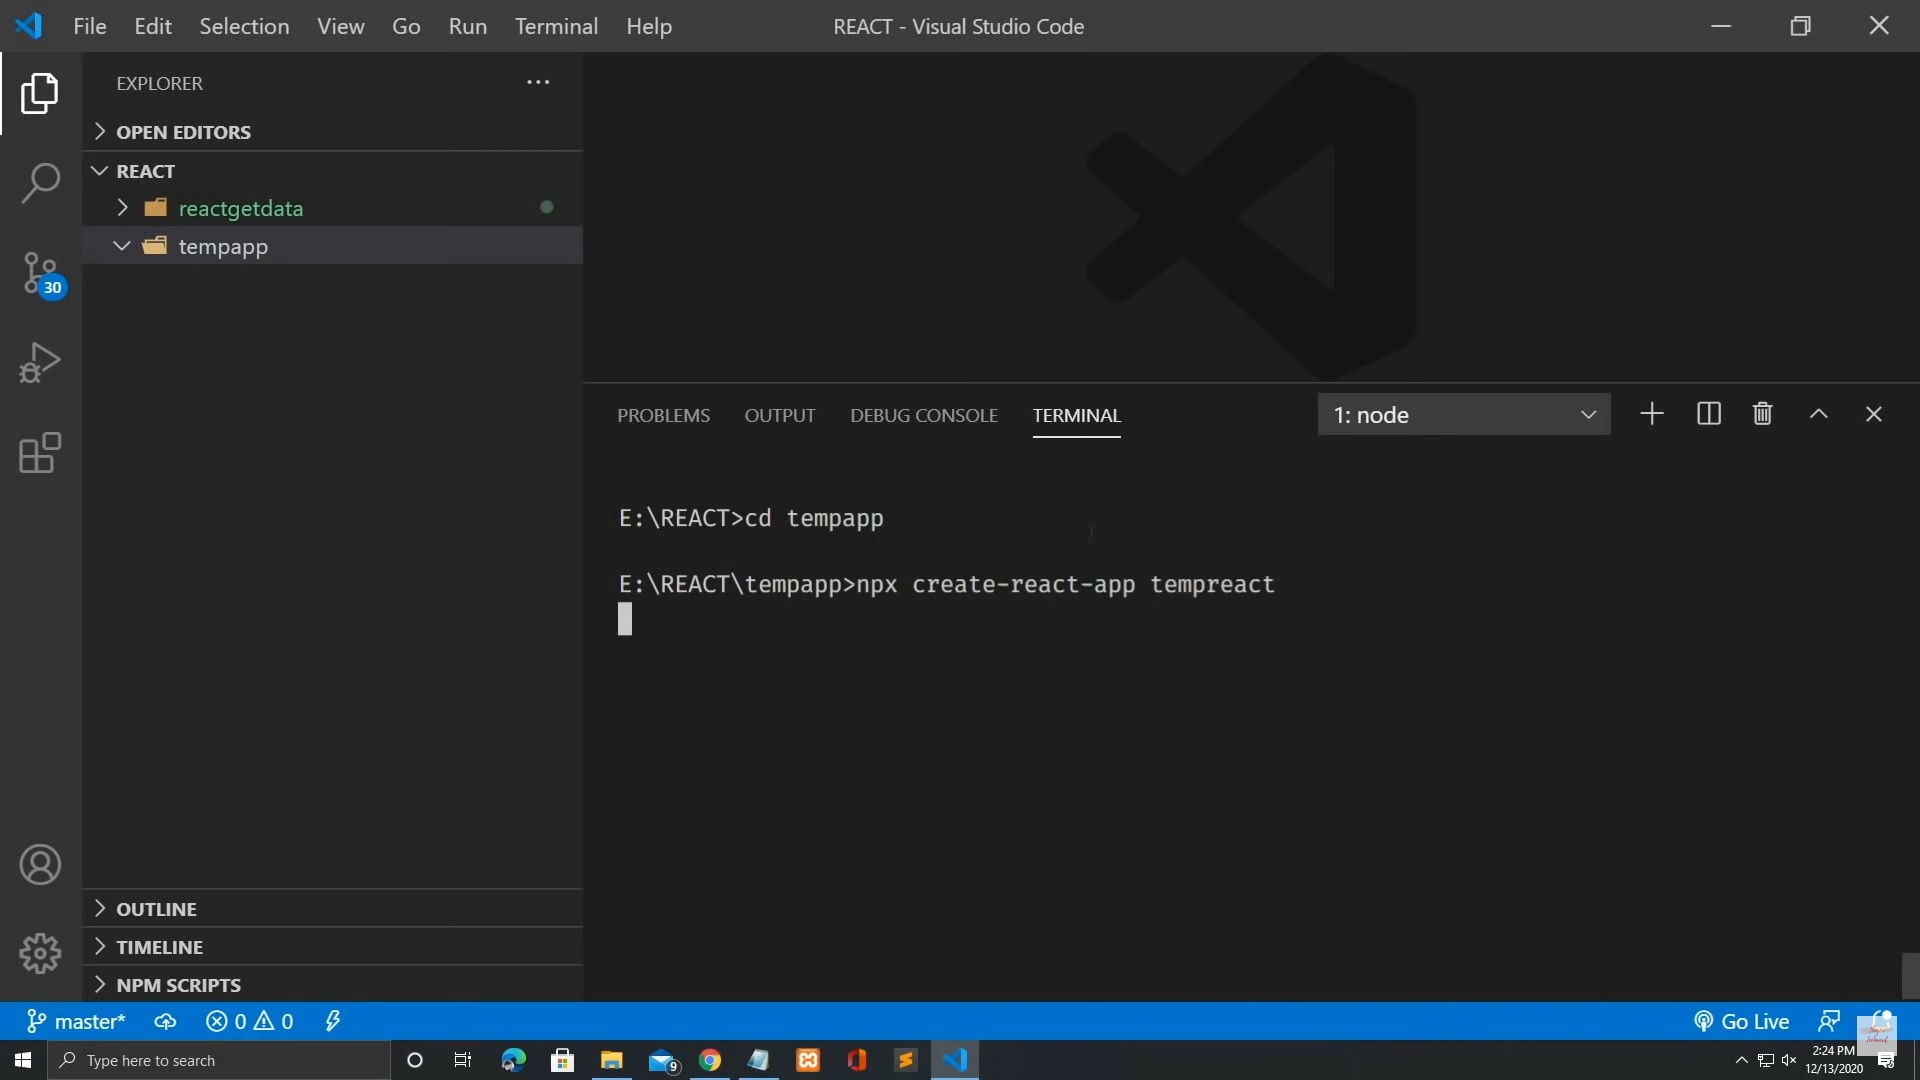 File Edit Selection View Go Run Terminal Help
REACT - Visual Studio Code
EXPLORER
OPEN EDITORS
REACT
reactgetdata
tempapp
30
PROBLEMS OUTPUT DEBUG CONSOLE TERMINAL
1: node
E:\REACT>cd tempapp
E:\REACT\tempapp>npx create-react-app tempreact
OUTLINE
TIMELINE
NPM SCRIPTS
master* 0 0
Go Live
Type here to search
9
2:24 PM
12/13/2020